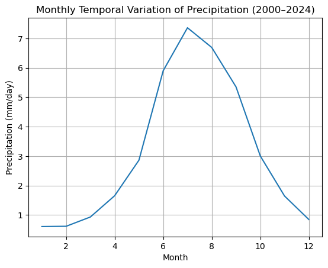 Monthly Temporal Variation of Precipitation (2000–2024)
Precipitation (mm/day)
7
6
5
4
3
2
1
2 4 6 8 10 12
Month